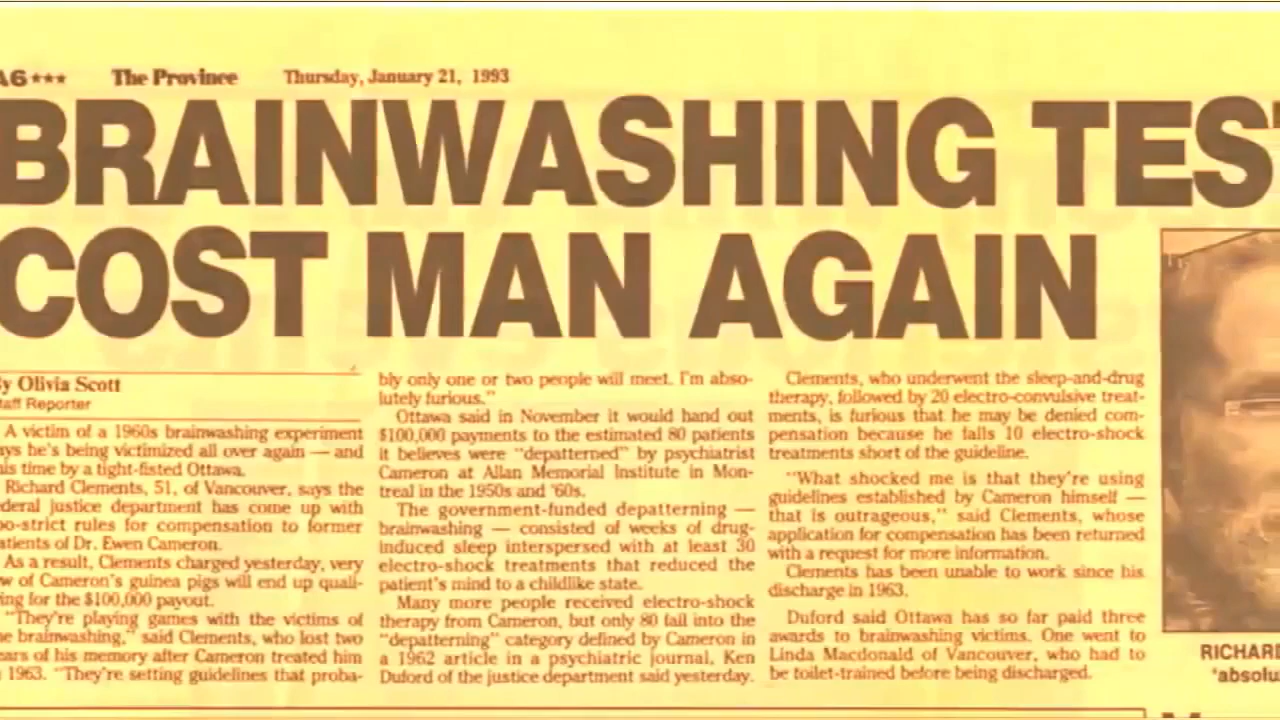 A6★★★ The Province Thursday, January 21, 1993
BRAINWASHING TEST
COST MAN AGAIN
By Olivia Scott
taff Reporter
A victim of a 1960s brainwashing experiment
ays he's being victimized all over again — and
his time by a tight-fisted Ottawa.
Richard Clements, 51, of Vancouver, says the
ederal justice department has come up with
oo-strict rules for compensation to former
atients of Dr. Ewen Cameron.
As a result, Clements charged yesterday, very
ew of Cameron's guinea pigs will end up quali-
ying for the $100,000 payout.
"They're playing games with the victims of
he brainwashing," said Clements, who lost two
ears of his memory after Cameron treated him
1963. "They're setting guidelines that proba-
bly only one or two people will meet. I'm abso-
lutely furious."
Ottawa said in November it would hand out
$100,000 payments to the estimated 80 patients
it believes were "depatterned" by psychiatrist
Cameron at Allan Memorial Institute in Mon-
treal in the 1950s and '60s.
The government-funded depatterning —
brainwashing — consisted of weeks of drug-
induced sleep interspersed with at least 30
electro-shock treatments that reduced the
patient's mind to a childlike state.
Many more people received electro-shock
therapy from Cameron, but only 80 fall into the
"depatterning" category defined by Cameron in
a 1962 article in a psychiatric journal, Ken
Duford of the justice department said yesterday.
Clements, who underwent the sleep-and-drug
therapy, followed by 20 electro-convulsive treat-
ments, is furious that he may be denied com-
pensation because he falls 10 electro-shock
treatments short of the guideline.
"What shocked me is that they're using
guidelines established by Cameron himself —
that is outrageous," said Clements, whose
application for compensation has been returned
with a request for more information.
Clements has been unable to work since his
discharge in 1963.
Duford said Ottawa has so far paid three
awards to brainwashing victims. One went to
Linda Macdonald of Vancouver, who had to
be toilet-trained before being discharged.
RICHARD
'absolu